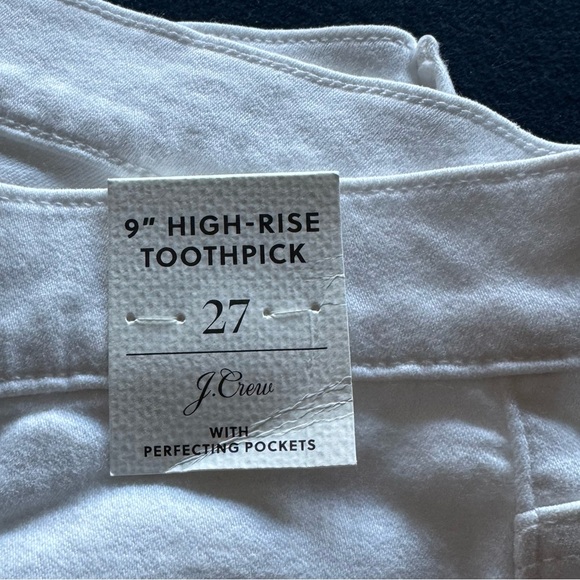 9" HIGH-RISE
TOOTHPICK
27
J.Crew
WITH
PERFECTING POCKETS